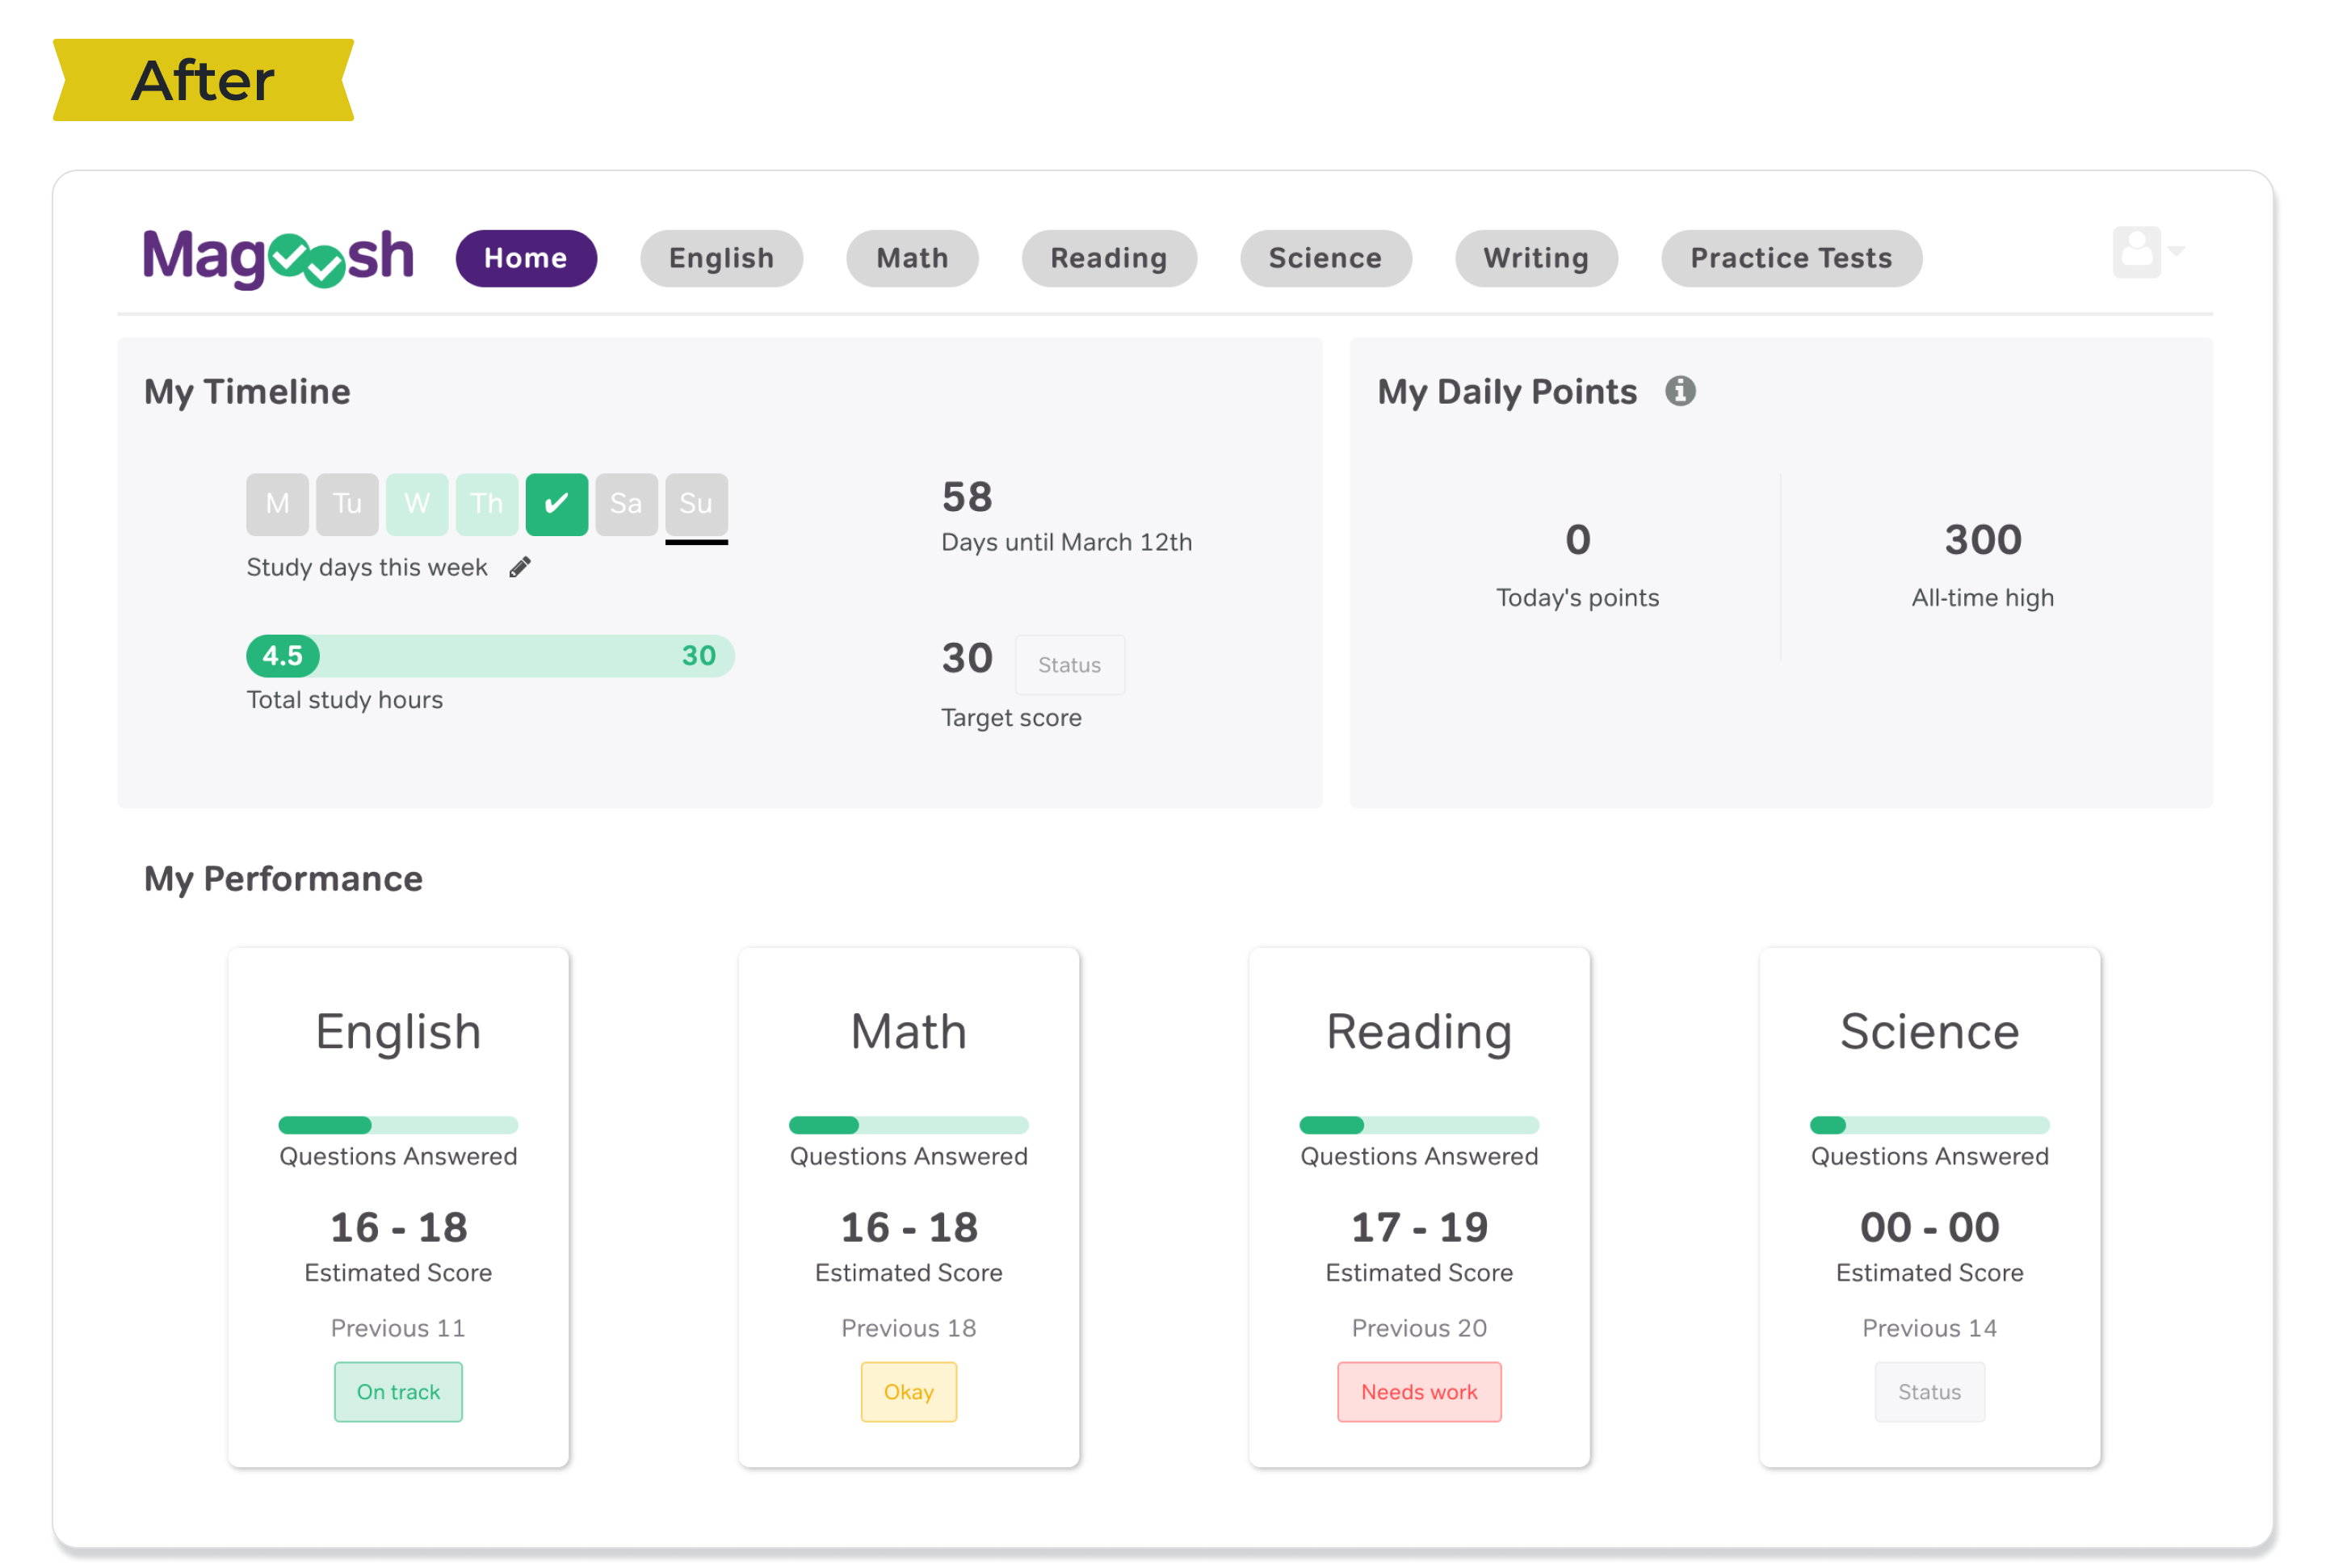 After
Magoosh
Home
English
Math
Reading
Science
Writing
Practice Tests
My Timeline
M
Tu
W
Th
Sa
Su
Study days this week
58
Days until March 12th
4.5
30
Total study hours
30
Status
Target score
My Daily Points
0
Today's points
300
All-time high
My Performance
English
Questions Answered
16 - 18
Estimated Score
Previous 11
On track
Math
Questions Answered
16 - 18
Estimated Score
Previous 18
Okay
Reading
Questions Answered
17 - 19
Estimated Score
Previous 20
Needs work
Science
Questions Answered
00 - 00
Estimated Score
Previous 14
Status